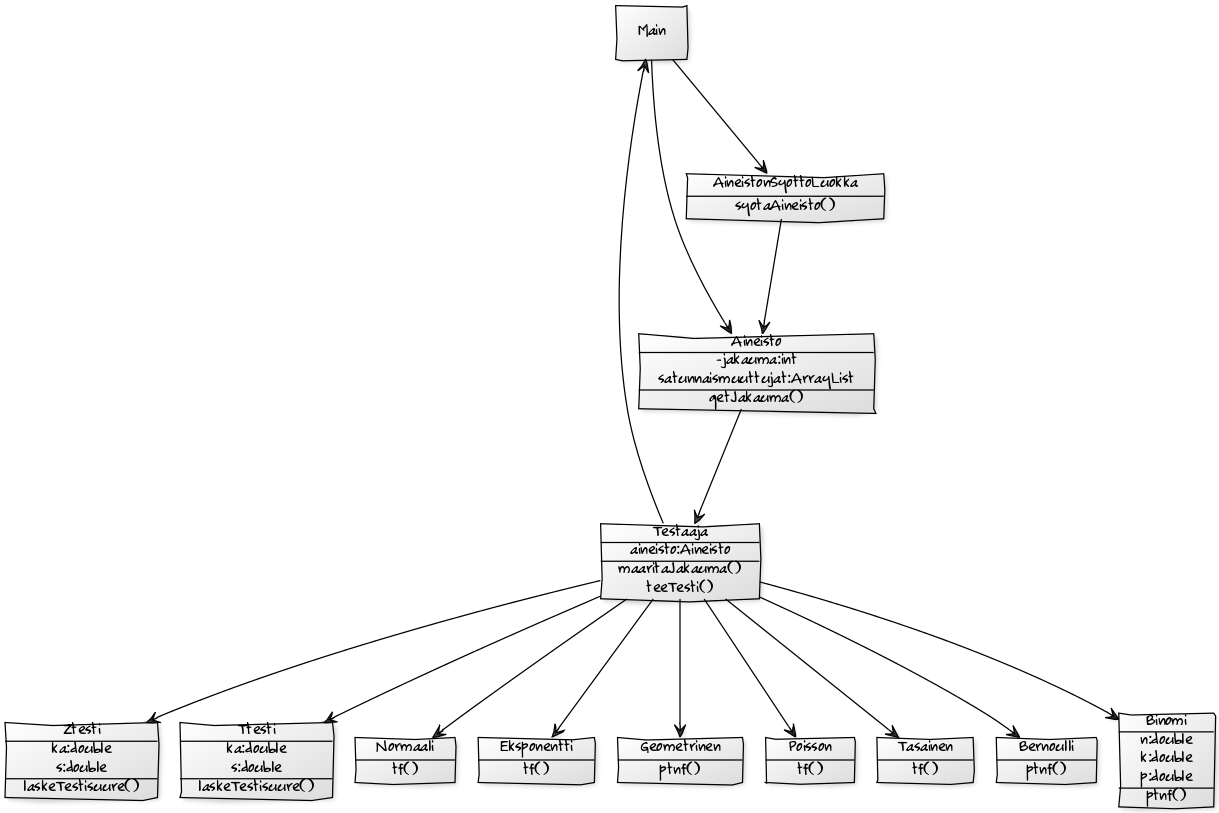 Main
AineistonSyottoLuokka
syotaAineisto()
Aineisto
-jakauma:int
satunnaismuuttujat:ArrayList
getJakauma()
Testaaja
aineisto:Aineisto
maaritaJakauma()
teeTesti()
Ztesti
ka:double
s:double
laskeTestisuure()
Ttesti
ka:double
s:double
laskeTestisuure()
Normaali
tf()
Eksponentti
tf()
Geometrinen
ptnf()
Poisson
tf()
Tasainen
tf()
Bernoulli
ptnf()
Binomi
n:double
k:double
p:double
ptnf()